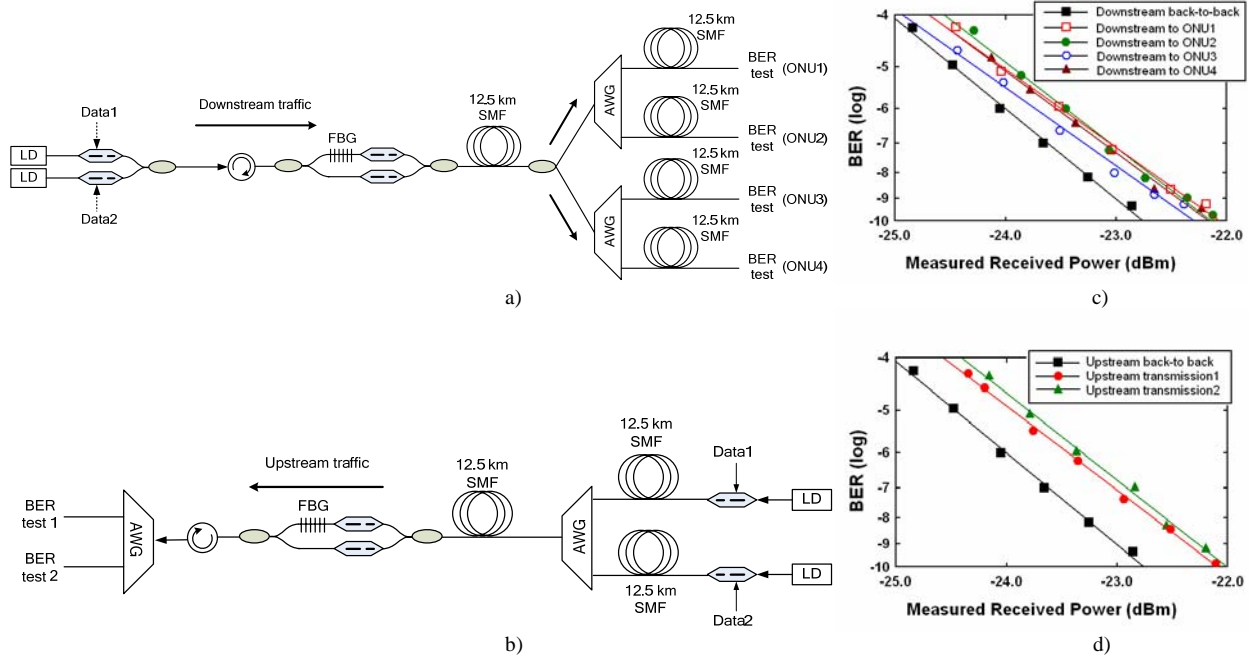 Data1
LD
LD
Data2
Downstream traffic
FBG
12.5 km
SMF
AWG
AWG
12.5 km
SMF
BER
test
(ONU1)
12.5 km
SMF
BER
test
(ONU2)
12.5 km
SMF
BER
test
(ONU3)
12.5 km
SMF
BER
test
(ONU4)
a)
BER (log)
-4
-5
-6
-7
-8
-9
-10
-25.0
-24.0
-23.0
-22.0
Measured Received Power (dBm)
Downstream back-to-back
Downstream to ONU1
Downstream to ONU2
Downstream to ONU3
Downstream to ONU4
c)
BER
test 1
BER
test 2
AWG
Upstream traffic
FBG
12.5 km
SMF
AWG
12.5 km
SMF
12.5 km
SMF
Data1
LD
LD
Data2
b)
BER (log)
-4
-5
-6
-7
-8
-9
-10
-25.0
-24.0
-23.0
-22.0
Measured Received Power (dBm)
Upstream back-to back
Upstream transmission1
Upstream transmission2
d)